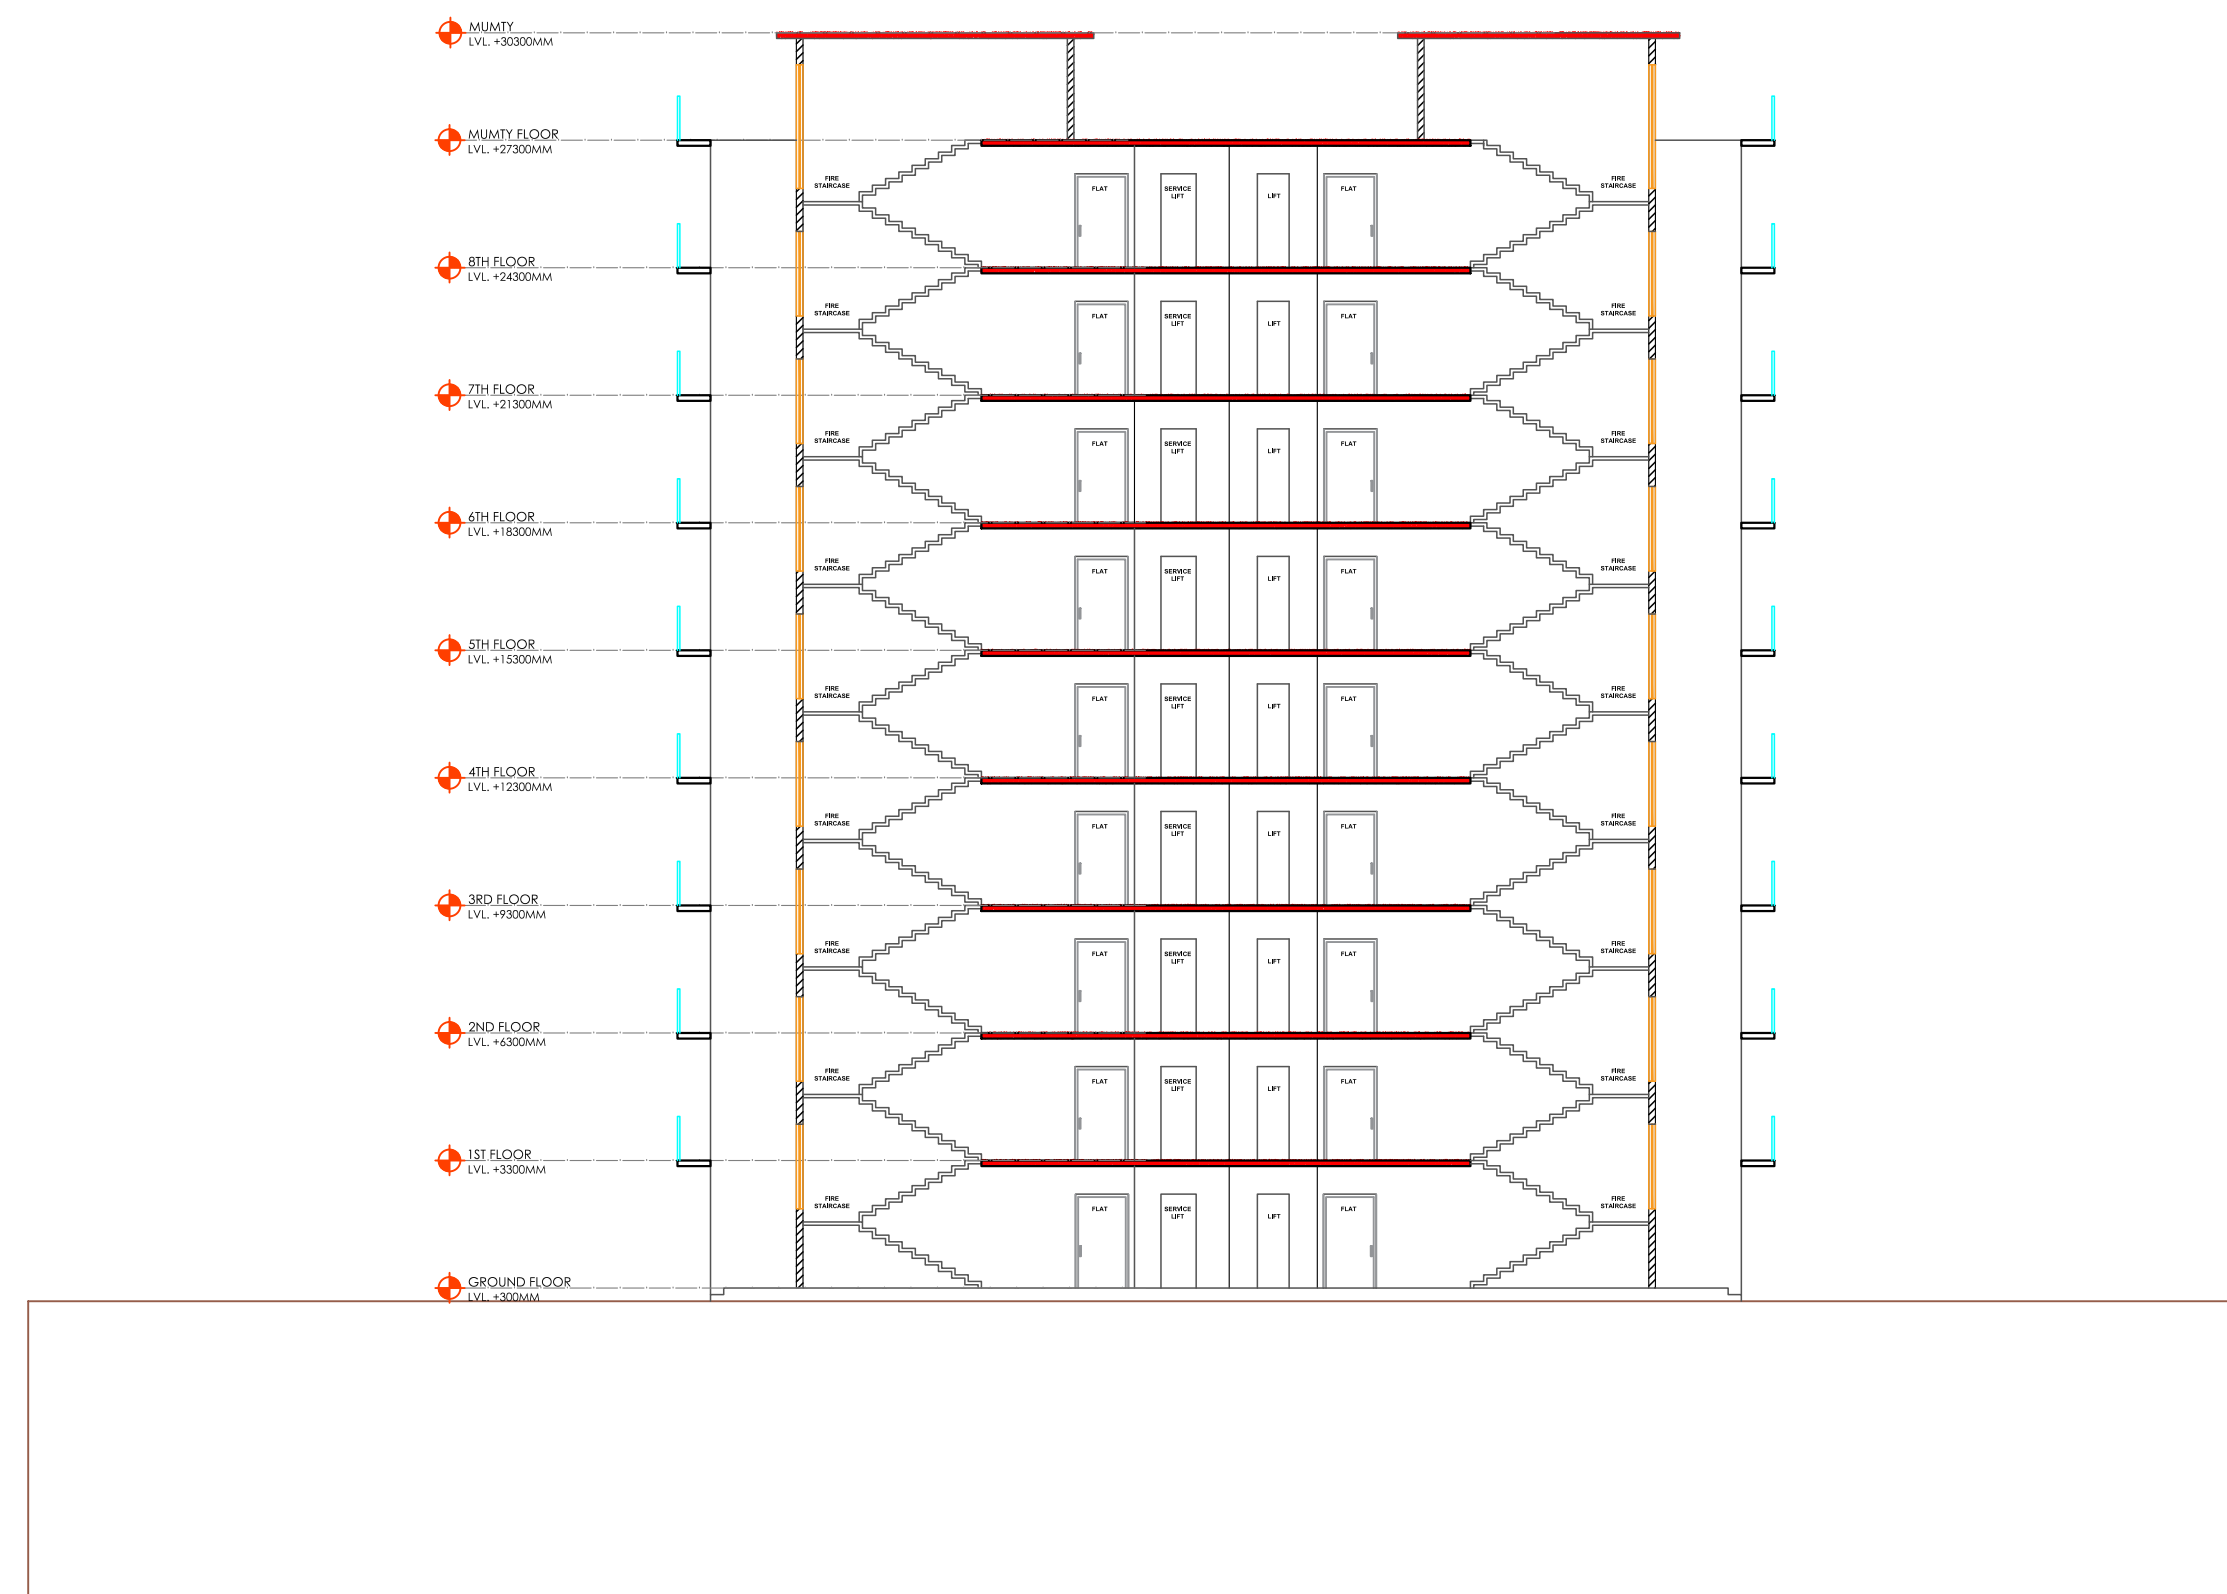 MUMTY
LVL. +30300MM
MUMTY FLOOR
LVL. +27300MM
FIRE
STAIRCASE
FLAT
SERVICE
LIFT
LIFT
FLAT
FIRE
STAIRCASE
8TH FLOOR
LVL. +24300MM
FIRE
STAIRCASE
FLAT
SERVICE
LIFT
LIFT
FLAT
FIRE
STAIRCASE
7TH FLOOR
LVL. +21300MM
FIRE
STAIRCASE
FLAT
SERVICE
LIFT
LIFT
FLAT
FIRE
STAIRCASE
6TH FLOOR
LVL. +18300MM
FIRE
STAIRCASE
FLAT
SERVICE
LIFT
LIFT
FLAT
FIRE
STAIRCASE
5TH FLOOR
LVL. +15300MM
FIRE
STAIRCASE
FLAT
SERVICE
LIFT
LIFT
FLAT
FIRE
STAIRCASE
4TH FLOOR
LVL. +12300MM
FIRE
STAIRCASE
FLAT
SERVICE
LIFT
LIFT
FLAT
FIRE
STAIRCASE
3RD FLOOR
LVL. +9300MM
FIRE
STAIRCASE
FLAT
SERVICE
LIFT
LIFT
FLAT
FIRE
STAIRCASE
2ND FLOOR
LVL. +6300MM
FIRE
STAIRCASE
FLAT
SERVICE
LIFT
LIFT
FLAT
FIRE
STAIRCASE
1ST FLOOR
LVL. +3300MM
FIRE
STAIRCASE
FLAT
SERVICE
LIFT
LIFT
FLAT
FIRE
STAIRCASE
GROUND FLOOR
LVL. +300MM